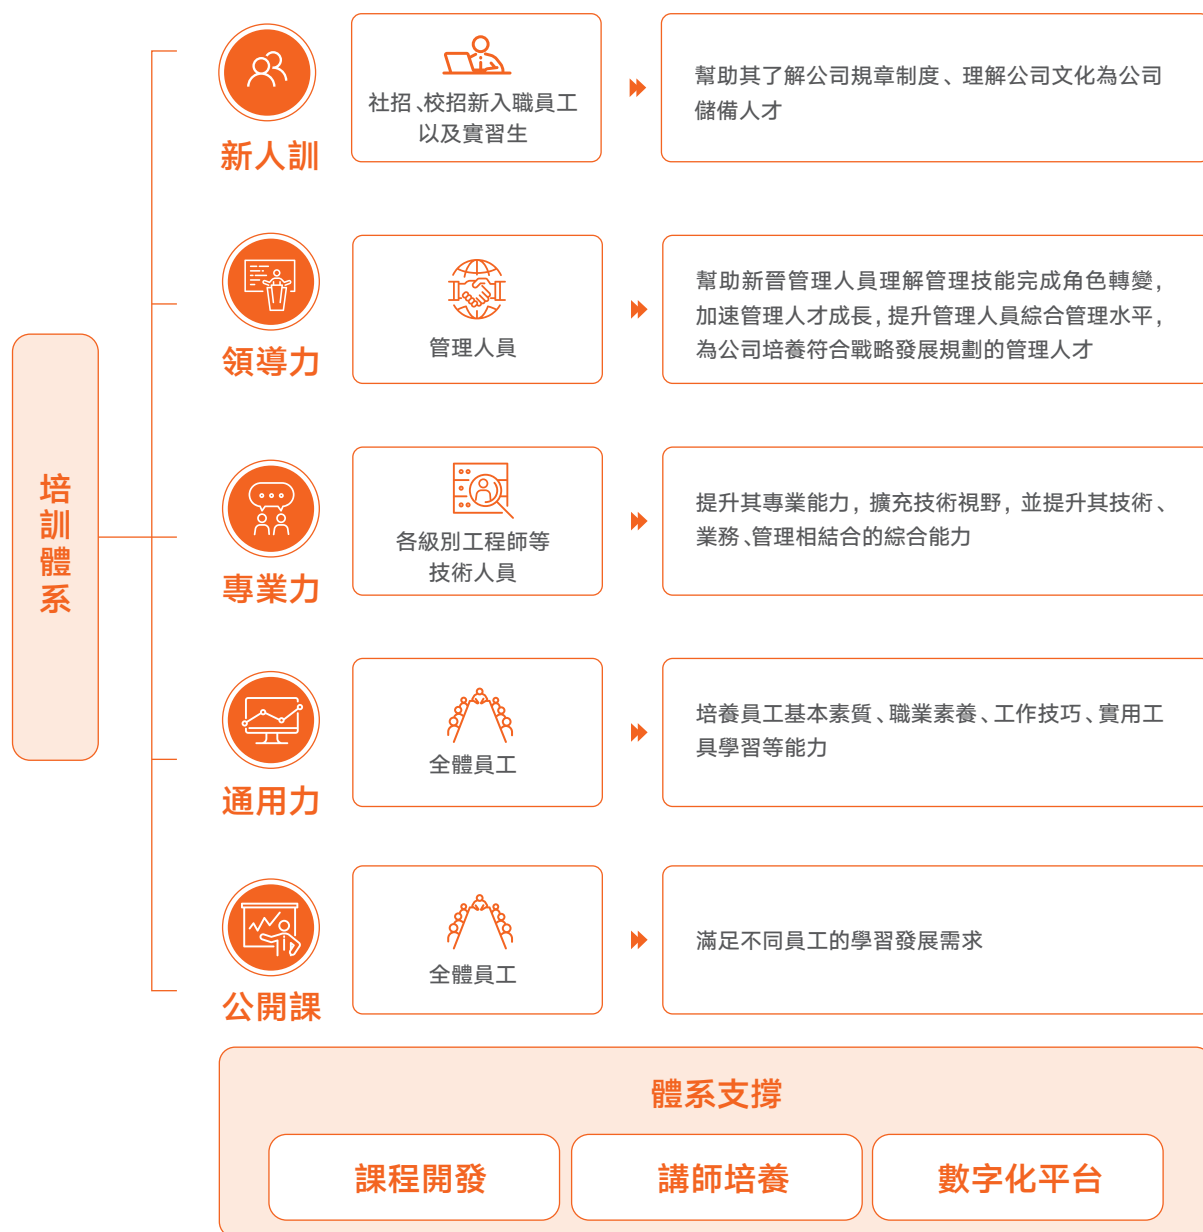 培訓體系
新人訓
社招、校招新入職員工
以及實習生
幫助其了解公司規章制度、理解公司文化為公司
儲備人才
領導力
管理人員
幫助新晉管理人員理解管理技能完成角色轉變,
加速管理人才成長, 提升管理人員綜合管理水平,
為公司培養符合戰略發展規劃的管理人才
專業力
各級別工程師等
技術人員
提升其專業能力, 擴充技術視野, 並提升其技術、
業務、管理相結合的綜合能力
通用力
全體員工
培養員工基本素質、職業素養、工作技巧、實用工
具學習等能力
公開課
全體員工
滿足不同員工的學習發展需求
體系支撐
課程開發
講師培養
數字化平台